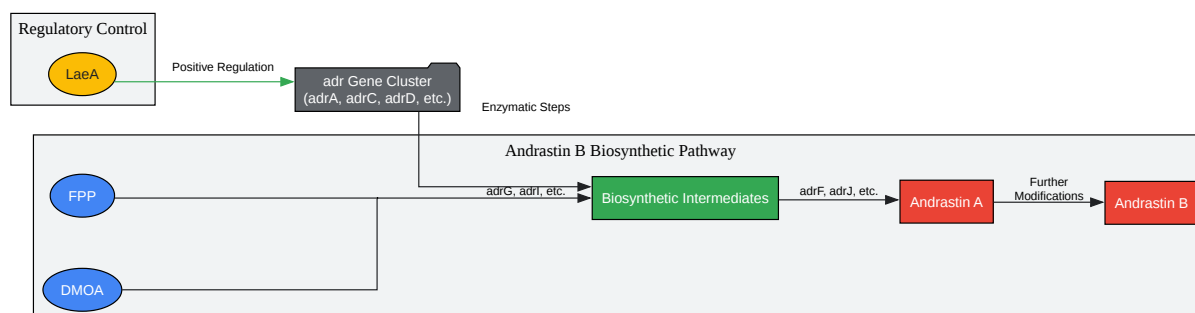 Regulatory Control
LaeA
Positive Regulation
adr Gene Cluster
(adrA, adrC, adrD, etc.)
Enzymatic Steps
Andrastin B Biosynthetic Pathway
FPP
adrG, adrI, etc.
Biosynthetic Intermediates
adrF, adrJ, etc.
Andrastin A
Further
Modifications
Andrastin B
DMOA